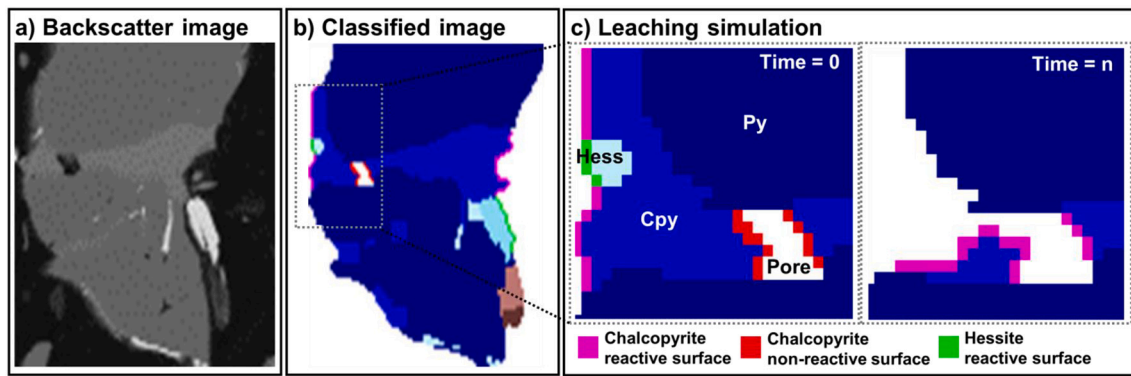 a) Backscatter image
b) Classified image
c) Leaching simulation
Time = 0
Time = n
Py
Hess
Cpy
Pore
Chalcopyrite
reactive surface
Chalcopyrite
non-reactive surface
Hessite
reactive surface